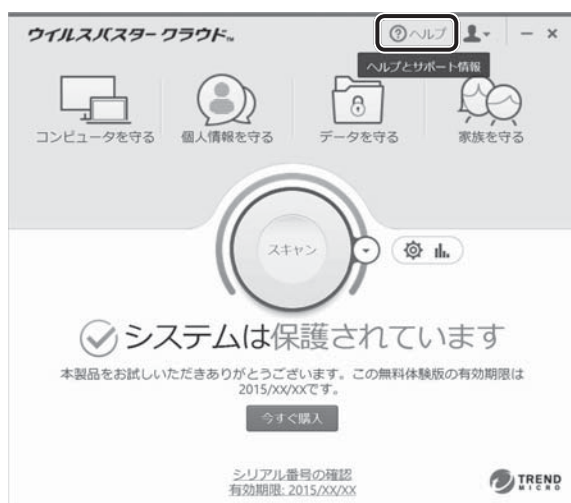 ウイルスバスター クラウド™
ヘルプ
ヘルプとサポート情報
コンピュータを守る
個人情報を守る
データを守る
家族を守る
スキャン
システムは保護されています
本製品をお試しいただきありがとうございます。この無料体験版の有効期限は
2015/xx/xxです。
今すぐ購入
シリアル番号の確認
有効期限: 2015/xx/xx
TREND
MICRO